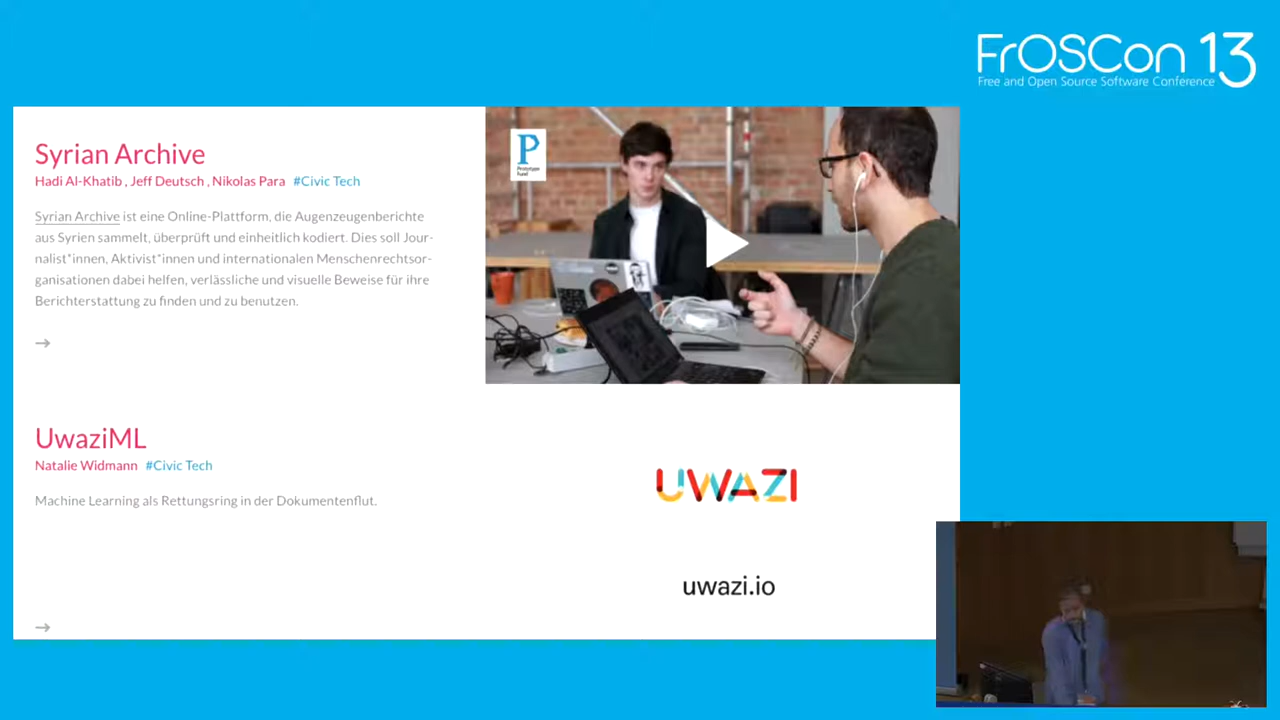 FrOSCon 13
Free and Open Source Software Conference
Syrian Archive
Hadi Al-Khatib , Jeff Deutsch , Nikolas Para #Civic Tech
Syrian Archive ist eine Online-Plattform, die Augenzeugenberichte
aus Syrien sammelt, überprüft und einheitlich kodiert. Dies soll Jour-
nalist*innen, Aktivist*innen und internationalen Menschenrechtsor-
ganisationen dabei helfen, verlässliche und visuelle Beweise für ihre
Berichterstattung zu finden und zu benutzen.
→
P
Prototype
Fund
UwaziML
Natalie Widmann #Civic Tech
Machine Learning als Rettungsring in der Dokumentenflut.
→
UWAZI
uwazi.io